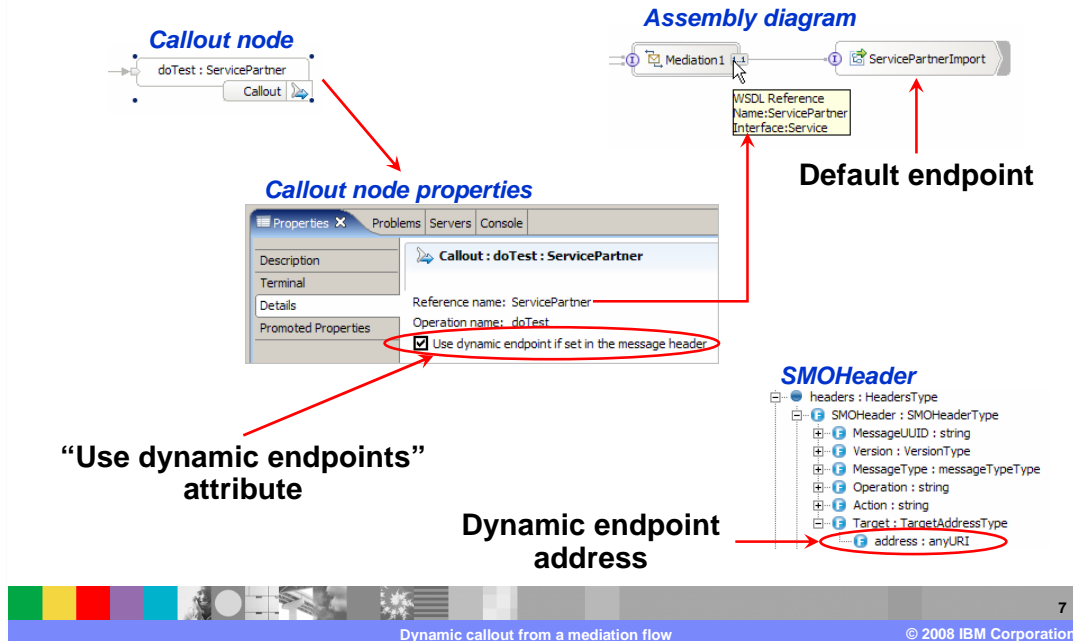 Assembly diagram
Callout node
doTest : ServicePartner
Callout
Mediation1
1..1
ServicePartnerImport
WSDL Reference
Name:ServicePartner
Interface:Service
Default endpoint
Callout node properties
Properties
Problems
Servers
Console
Description
Terminal
Details
Promoted Properties
Callout : doTest : ServicePartner
Reference name: ServicePartner
Operation name: doTest
Use dynamic endpoint if set in the message header
SMOHeader
headers : HeadersType
SMOHeader : SMOHeaderType
MessageUUID : string
Version : VersionType
MessageType : messageTypeType
Operation : string
Action : string
Target : TargetAddressType
address : anyURI
“Use dynamic endpoints”
attribute
Dynamic endpoint
address
7
Dynamic callout from a mediation flow
© 2008 IBM Corporation